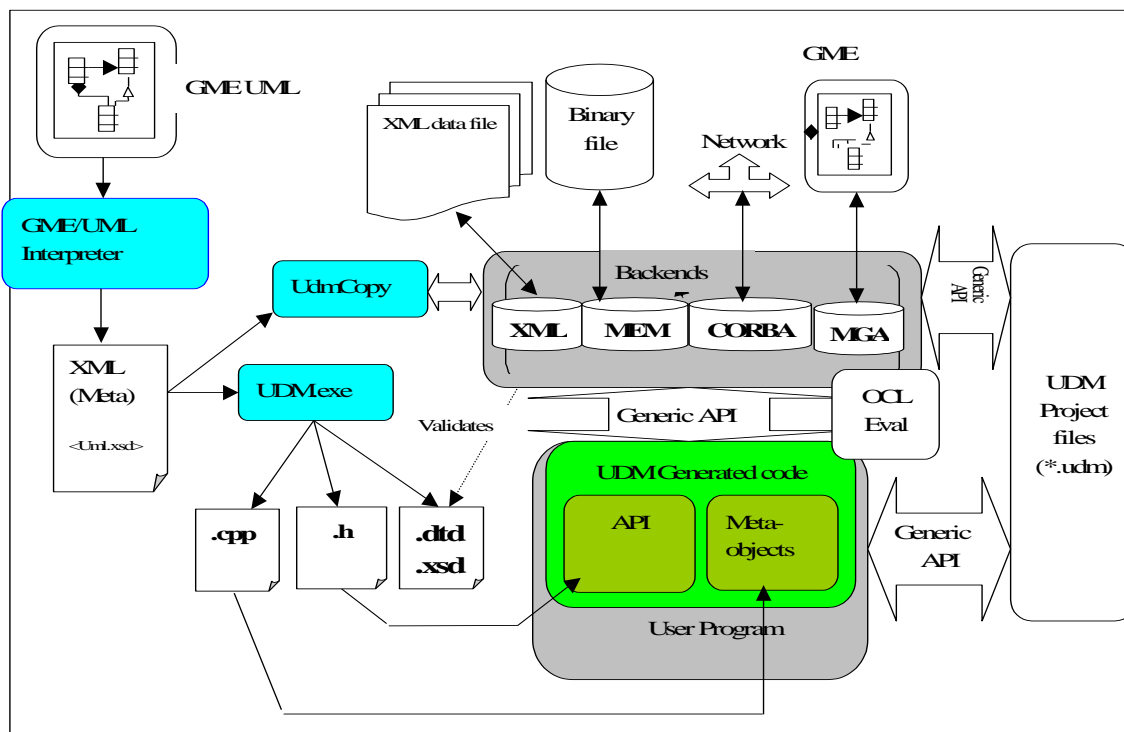 GME UML
GME/UML
Interpreter
XML
(Meta)
<Uml.xsd>
UdmCopy
UDM.exe
.cpp
.h
.dtd
.xsd
Validates
XML data file
Binary
file
Network
GME
Backends
XML
MEM
CORBA
MGA
Generic API
OCL
Eval
UDM Generated code
API
Meta-
objects
User Program
Generic
API
Generic
API
UDM
Project
files
(*.udm)